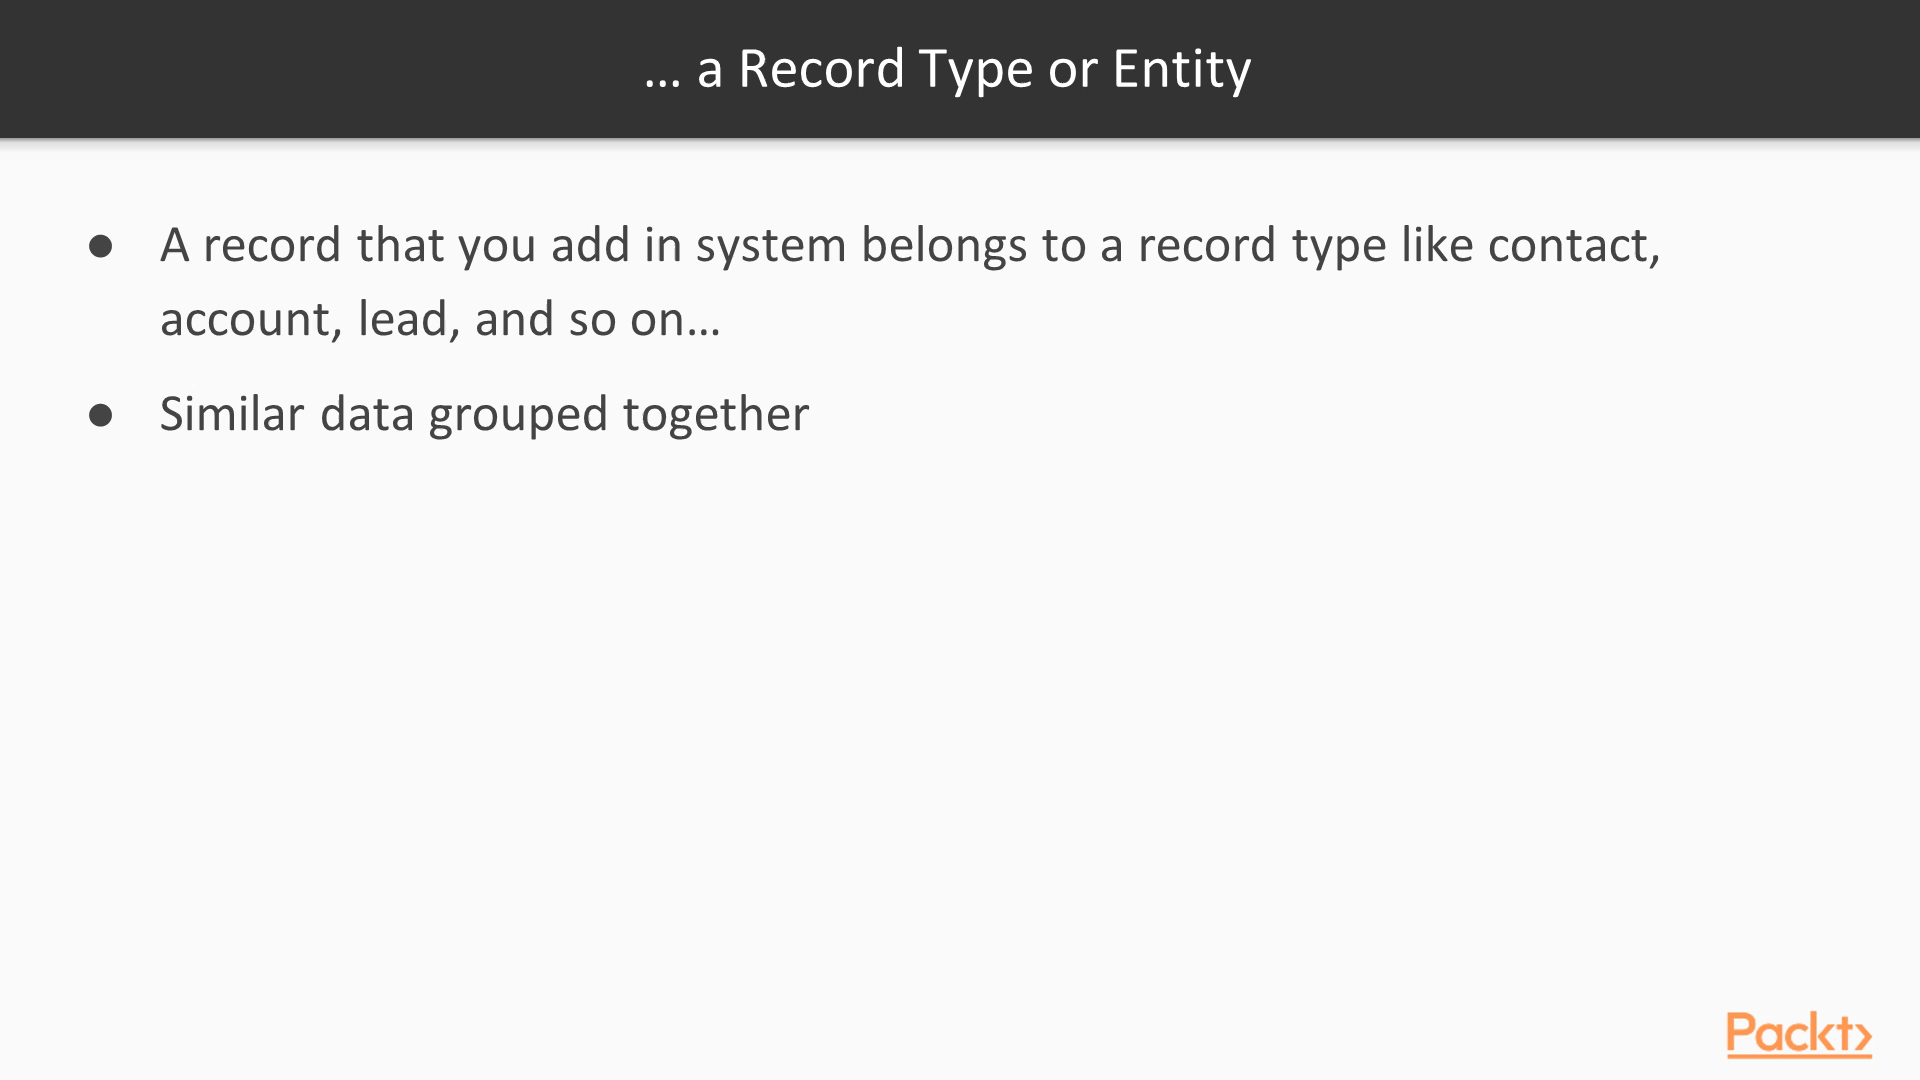 … a Record Type or Entity
● A record that you add in system belongs to a record type like contact,
account, lead, and so on…
● Similar data grouped together
Packt>